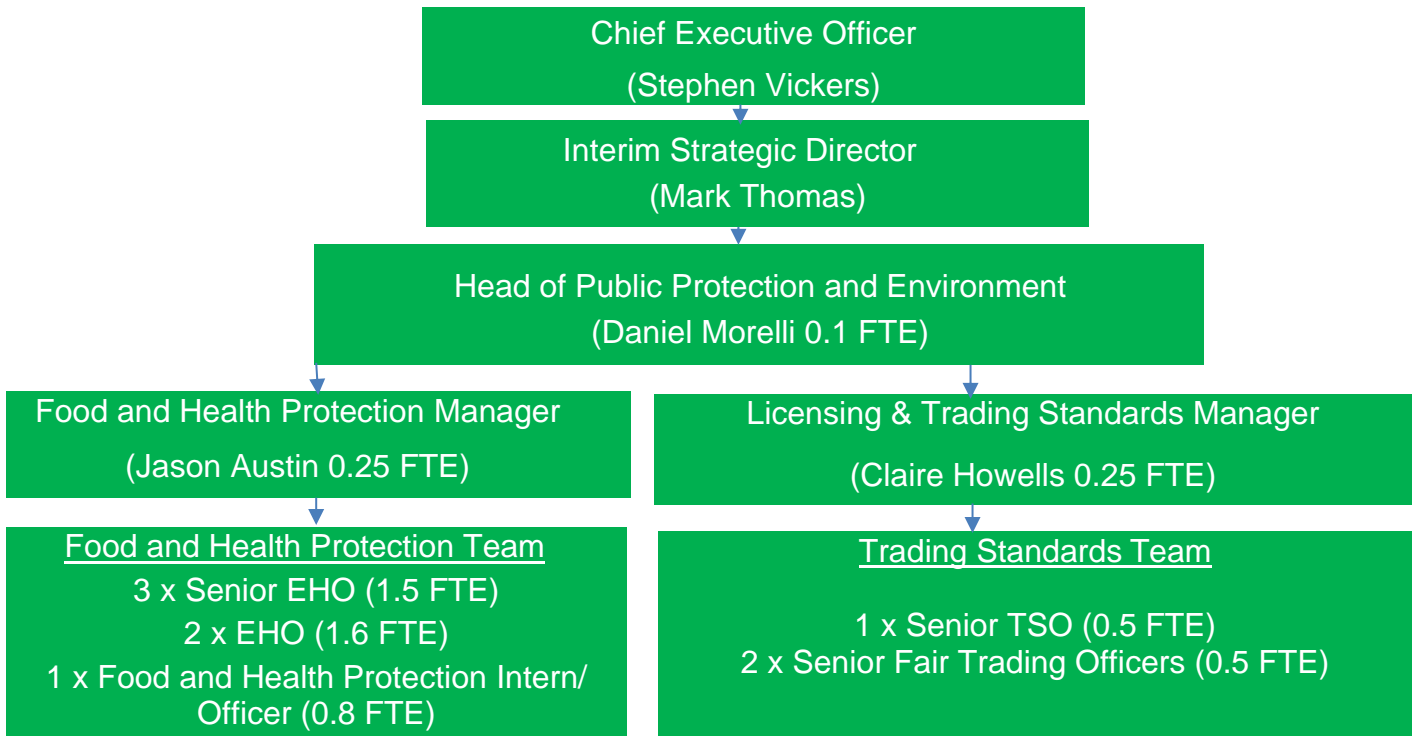 Chief Executive Officer
(Stephen Vickers)
Interim Strategic Director
(Mark Thomas)
Head of Public Protection and Environment
(Daniel Morelli 0.1 FTE)
Food and Health Protection Manager
(Jason Austin 0.25 FTE)
Licensing & Trading Standards Manager
(Claire Howells 0.25 FTE)
Food and Health Protection Team
3 x Senior EHO (1.5 FTE)
2 x EHO (1.6 FTE)
1 x Food and Health Protection Intern/
Officer (0.8 FTE)
Trading Standards Team
1 x Senior TSO (0.5 FTE)
2 x Senior Fair Trading Officers (0.5 FTE)